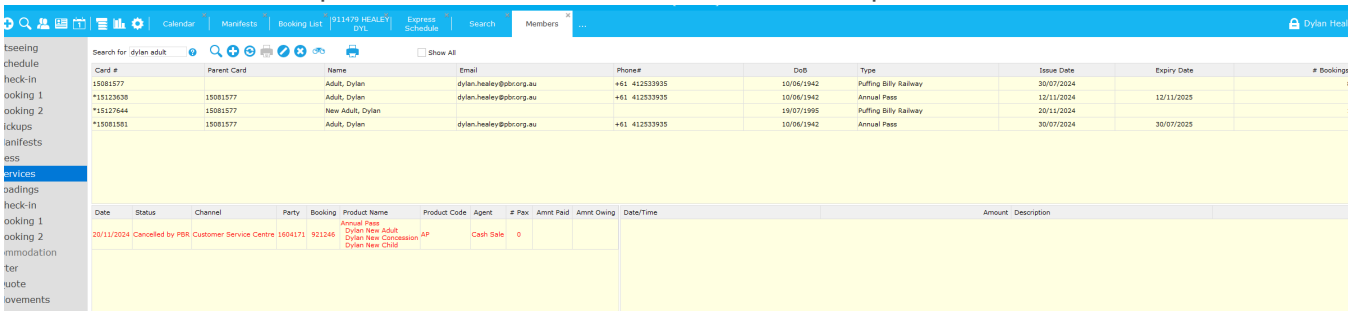 Calendar Manifests Booking List 911479 HEALEY DYL Express Schedule Search Members ... Dylan Heal
tseeing
chedule
heck-in
ooking 1
ooking 2
ickups
anifests
ess
ervices
oadings
heck-in
ooking 1
ooking 2
ommodation
rter
uote
ovements
Search for dylan adult Show All
Card # Parent Card Name Email Phone# DoB Type Issue Date Expiry Date # Bookings
15081577 Adult, Dylan dylan.healey@pbr.org.au +61 412533935 10/06/1942 Puffing Billy Railway 30/07/2024
*15123638 15081577 Adult, Dylan dylan.healey@pbr.org.au +61 412533935 10/06/1942 Annual Pass 12/11/2024 12/11/2025
*15127644 15081577 New Adult, Dylan 19/07/1995 Puffing Billy Railway 20/11/2024
*15081581 15081577 Adult, Dylan dylan.healey@pbr.org.au +61 412533935 10/06/1942 Annual Pass 30/07/2024 30/07/2025
Date Status Channel Party Booking Product Name Product Code Agent # Pax Amnt Paid Amnt Owing Date/Time Amount Description
Annual Pass
Dylan New Adult
20/11/2024 Cancelled by PBR Customer Service Centre 1604171 921246 Dylan New Concession AP Cash Sale 0
Dylan New Child